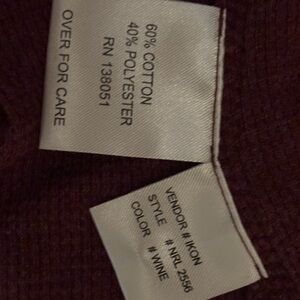 60% COTTON
40% POLYESTER
RN 138051
OVER FOR CARE
VENDOR # IKON
STYLE # NRL 2556
COLOR # WINE